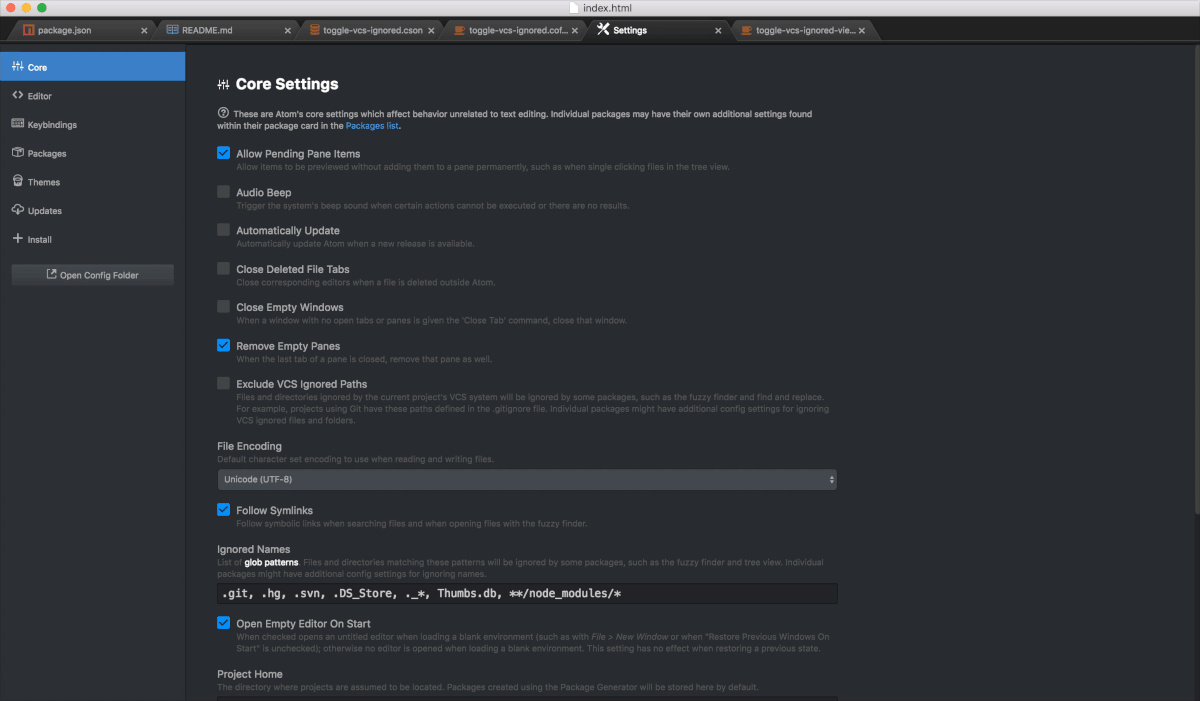 index.html
package.json
README.md
toggle-vcs-ignored.cson
toggle-vcs-ignored.cof...
Settings
toggle-vcs-ignored-vie...
Core
Editor
Keybindings
Packages
Themes
Updates
Install
Open Config Folder
Core Settings
These are Atom's core settings which affect behavior unrelated to text editing. Individual packages may have their own additional settings found
within their package card in the Packages list.
Allow Pending Pane Items
Allow items to be previewed without adding them to a pane permanently, such as when single clicking files in the tree view.
Audio Beep
Trigger the system's beep sound when certain actions cannot be executed or there are no results.
Automatically Update
Automatically update Atom when a new release is available.
Close Deleted File Tabs
Close corresponding editors when a file is deleted outside Atom.
Close Empty Windows
When a window with no open tabs or panes is given the 'Close Tab' command, close that window.
Remove Empty Panes
When the last tab of a pane is closed, remove that pane as well.
Exclude VCS Ignored Paths
Files and directories ignored by the current project's VCS system will be ignored by some packages, such as the fuzzy finder and find and replace.
For example, projects using Git have these paths defined in the .gitignore file. Individual packages might have additional config settings for ignoring
VCS ignored files and folders.
File Encoding
Default character set encoding to use when reading and writing files.
Unicode (UTF-8)
Follow Symlinks
Follow symbolic links when searching files and when opening files with the fuzzy finder.
Ignored Names
List of glob patterns. Files and directories matching these patterns will be ignored by some packages, such as the fuzzy finder and tree view. Individual
packages might have additional config settings for ignoring names.
.git, .hg, .svn, .DS_Store, ._*, Thumbs.db, **/node_modules/*
Open Empty Editor On Start
When checked opens an untitled editor when loading a blank environment (such as with File > New Window or when "Restore Previous Windows On
Start" is unchecked); otherwise no editor is opened when loading a blank environment. This setting has no effect when restoring a previous state.
Project Home
The directory where projects are assumed to be located. Packages created using the Package Generator will be stored here by default.